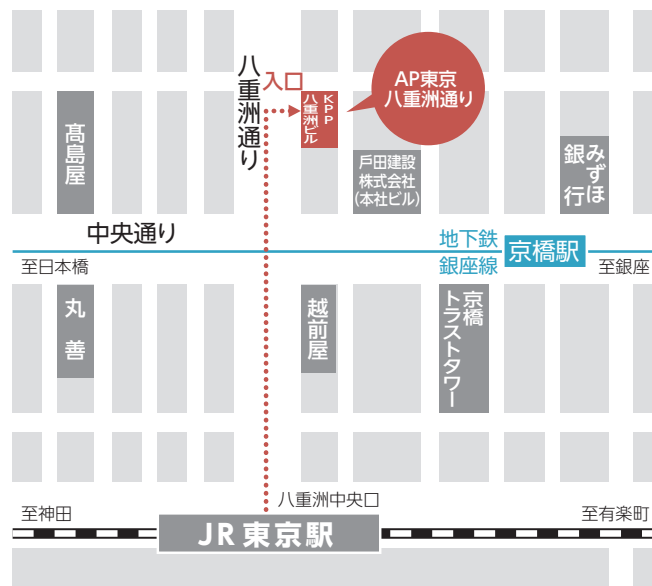 八重洲通り
入口
KPP
八重洲ビル
AP東京
八重洲通り
髙島屋
戸田建設
株式会社
(本社ビル)
みずほ
銀行
中央通り
地下鉄
銀座線
京橋駅
至日本橋
至銀座
丸善
越前屋
京橋
トラストタワー
八重洲中央口
至神田
至有楽町
JR東京駅